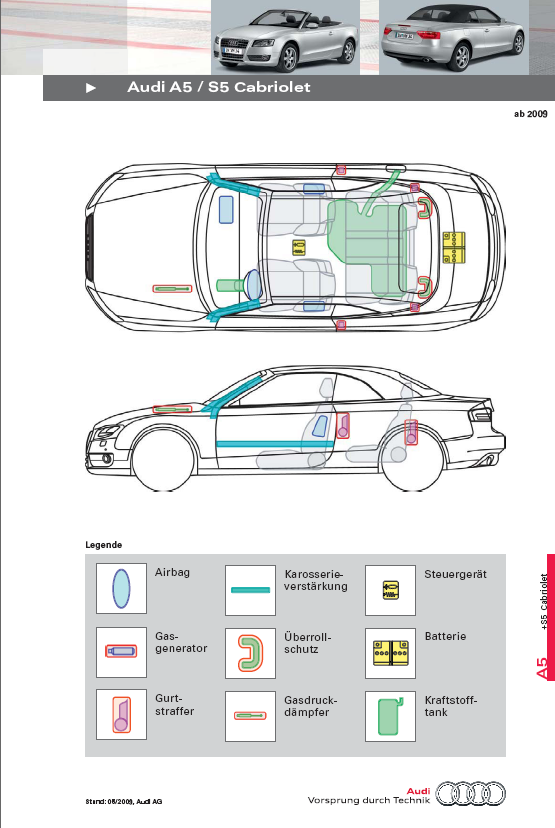 ► Audi A5 / S5 Cabriolet
ab 2009
Legende
Airbag
Karosserie-
verstärkung
Steuergerät
Gas-
generator
Überroll-
schutz
Batterie
Gurt-
straffer
Gasdruck-
dämpfer
Kraftstoff-
tank
A5
+S5 Cabriolet
Stand: 05/2009, Audi AG
Audi
Vorsprung durch Technik